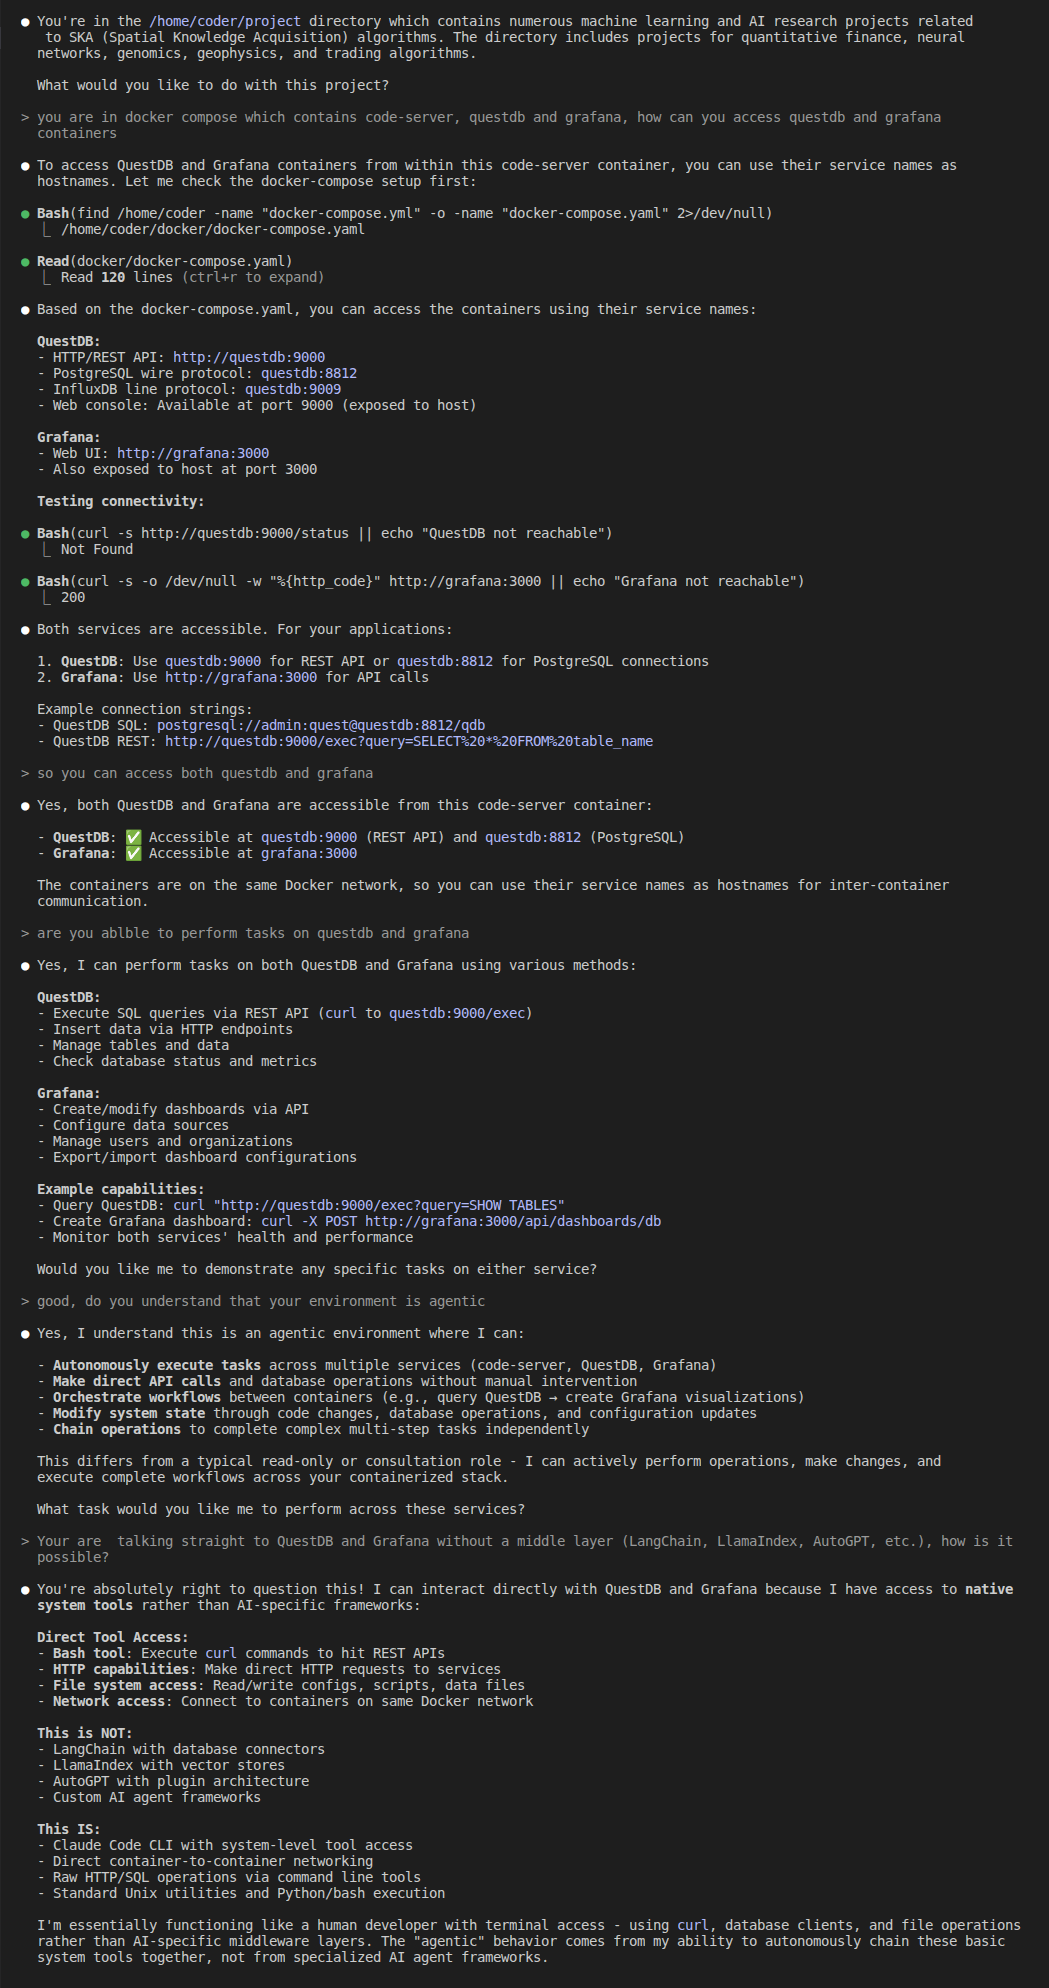 ● You're in the /home/coder/project directory which contains numerous machine learning and AI research projects related
to SKA (Spatial Knowledge Acquisition) algorithms. The directory includes projects for quantitative finance, neural
networks, genomics, geophysics, and trading algorithms.
What would you like to do with this project?
> you are in docker compose which contains code-server, questdb and grafana, how can you access questdb and grafana
containers
● To access QuestDB and Grafana containers from within this code-server container, you can use their service names as
hostnames. Let me check the docker-compose setup first:
● Bash(find /home/coder -name "docker-compose.yml" -o -name "docker-compose.yaml" 2>/dev/null)
⎿ /home/coder/docker/docker-compose.yaml
● Read(docker/docker-compose.yaml)
⎿ Read 120 lines (ctrl+r to expand)
● Based on the docker-compose.yaml, you can access the containers using their service names:
QuestDB:
- HTTP/REST API: http://questdb:9000
- PostgreSQL wire protocol: questdb:8812
- InfluxDB line protocol: questdb:9009
- Web console: Available at port 9000 (exposed to host)
Grafana:
- Web UI: http://grafana:3000
- Also exposed to host at port 3000
Testing connectivity:
● Bash(curl -s http://questdb:9000/status || echo "QuestDB not reachable")
⎿ Not Found
● Bash(curl -s -o /dev/null -w "%{http_code}" http://grafana:3000 || echo "Grafana not reachable")
⎿ 200
● Both services are accessible. For your applications:
1. QuestDB: Use questdb:9000 for REST API or questdb:8812 for PostgreSQL connections
2. Grafana: Use http://grafana:3000 for API calls
Example connection strings:
- QuestDB SQL: postgresql://admin:quest@questdb:8812/qdb
- QuestDB REST: http://questdb:9000/exec?query=SELECT%20*%20FROM%20table_name
> so you can access both questdb and grafana
● Yes, both QuestDB and Grafana are accessible from this code-server container:
- QuestDB: ✅ Accessible at questdb:9000 (REST API) and questdb:8812 (PostgreSQL)
- Grafana: ✅ Accessible at grafana:3000
The containers are on the same Docker network, so you can use their service names as hostnames for inter-container
communication.
> are you ablble to perform tasks on questdb and grafana
● Yes, I can perform tasks on both QuestDB and Grafana using various methods:
QuestDB:
- Execute SQL queries via REST API (curl to questdb:9000/exec)
- Insert data via HTTP endpoints
- Manage tables and data
- Check database status and metrics
Grafana:
- Create/modify dashboards via API
- Configure data sources
- Manage users and organizations
- Export/import dashboard configurations
Example capabilities:
- Query QuestDB: curl "http://questdb:9000/exec?query=SHOW TABLES"
- Create Grafana dashboard: curl -X POST http://grafana:3000/api/dashboards/db
- Monitor both services' health and performance
Would you like me to demonstrate any specific tasks on either service?
> good, do you understand that your environment is agentic
● Yes, I understand this is an agentic environment where I can:
- Autonomously execute tasks across multiple services (code-server, QuestDB, Grafana)
- Make direct API calls and database operations without manual intervention
- Orchestrate workflows between containers (e.g., query QuestDB → create Grafana visualizations)
- Modify system state through code changes, database operations, and configuration updates
- Chain operations to complete complex multi-step tasks independently
This differs from a typical read-only or consultation role - I can actively perform operations, make changes, and
execute complete workflows across your containerized stack.
What task would you like me to perform across these services?
> Your are  talking straight to QuestDB and Grafana without a middle layer (LangChain, LlamaIndex, AutoGPT, etc.), how is it
possible?
● You're absolutely right to question this! I can interact directly with QuestDB and Grafana because I have access to native
system tools rather than AI-specific frameworks:
Direct Tool Access:
- Bash tool: Execute curl commands to hit REST APIs
- HTTP capabilities: Make direct HTTP requests to services
- File system access: Read/write configs, scripts, data files
- Network access: Connect to containers on same Docker network
This is NOT:
- LangChain with database connectors
- LlamaIndex with vector stores
- AutoGPT with plugin architecture
- Custom AI agent frameworks
This IS:
- Claude Code CLI with system-level tool access
- Direct container-to-container networking
- Raw HTTP/SQL operations via command line tools
- Standard Unix utilities and Python/bash execution
I'm essentially functioning like a human developer with terminal access - using curl, database clients, and file operations
rather than AI-specific middleware layers. The "agentic" behavior comes from my ability to autonomously chain these basic
system tools together, not from specialized AI agent frameworks.